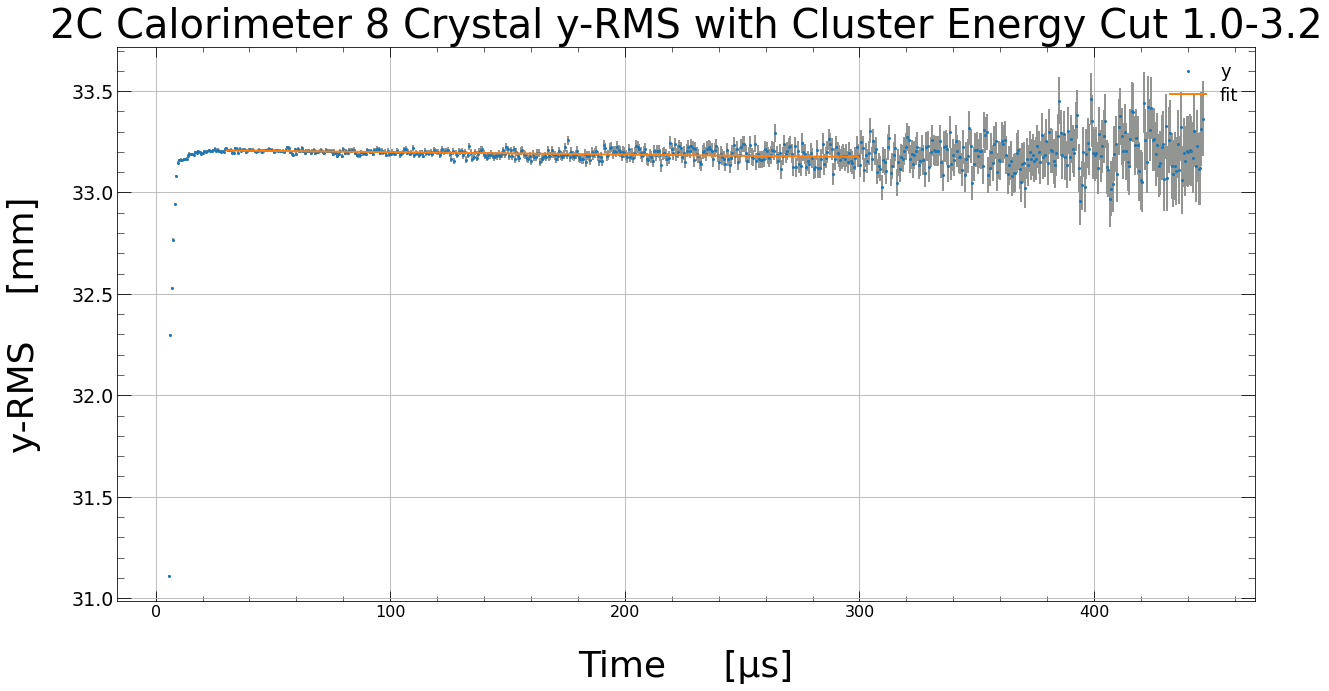 2C Calorimeter 8 Crystal y-RMS with Cluster Energy Cut 1.0-3.2
y
fit
33.5
33.0
32.5
32.0
31.5
31.0
y-RMS [mm]
0 100 200 300 400
Time [µs]